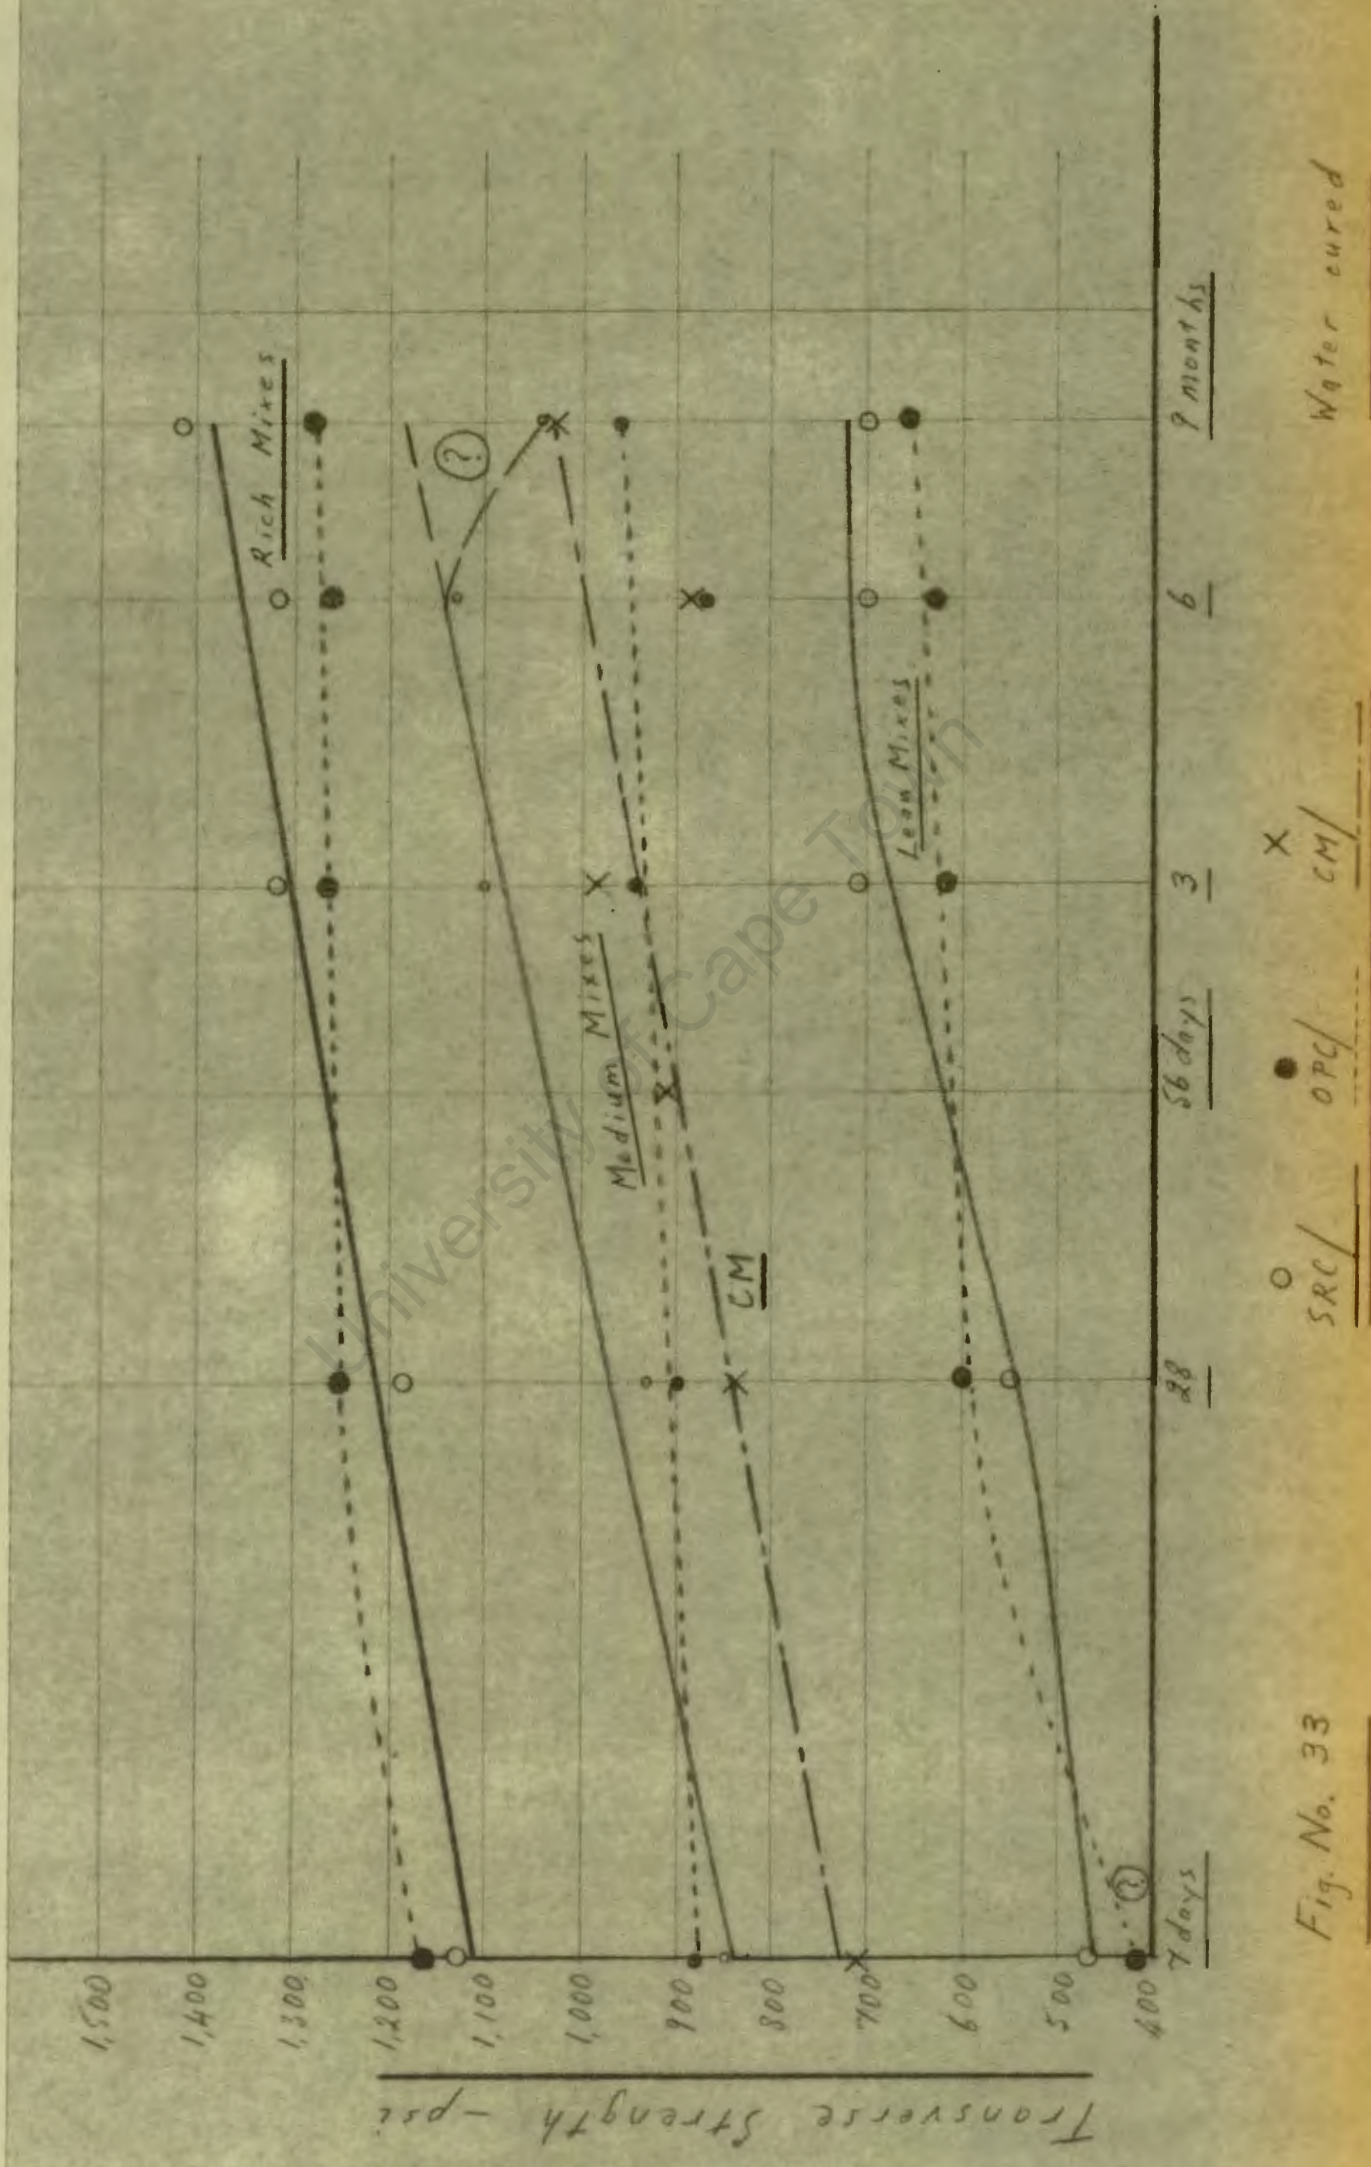 Transverse Strength - psi
1,500
1,400
1,300
1,200
1,100
1,000
900
800
700
600
500
400
Rich Mixes
(?)
Medium Mixes
CM
Lean Mixes
(?)
7 days
28
56 days
3
6
9 months
SRC/
OPC/
CM/
Fig. No. 33
Water cured
University of Cape Town